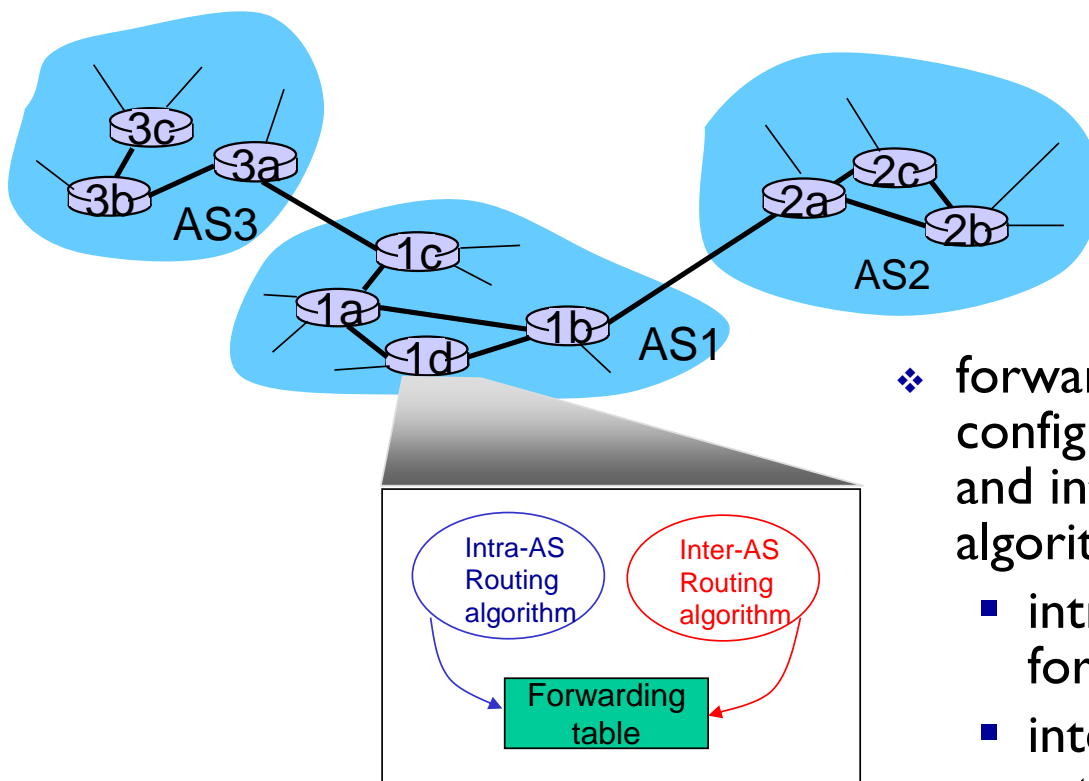 3c
3a
3b
AS3
2c
2a
2b
AS2
1c
1a
1b
1d
AS1
Intra-AS
Routing
algorithm
Inter-AS
Routing
algorithm
Forwarding
table
❖ forwar
config
and in
algorit
▪ intr
for
▪ inte